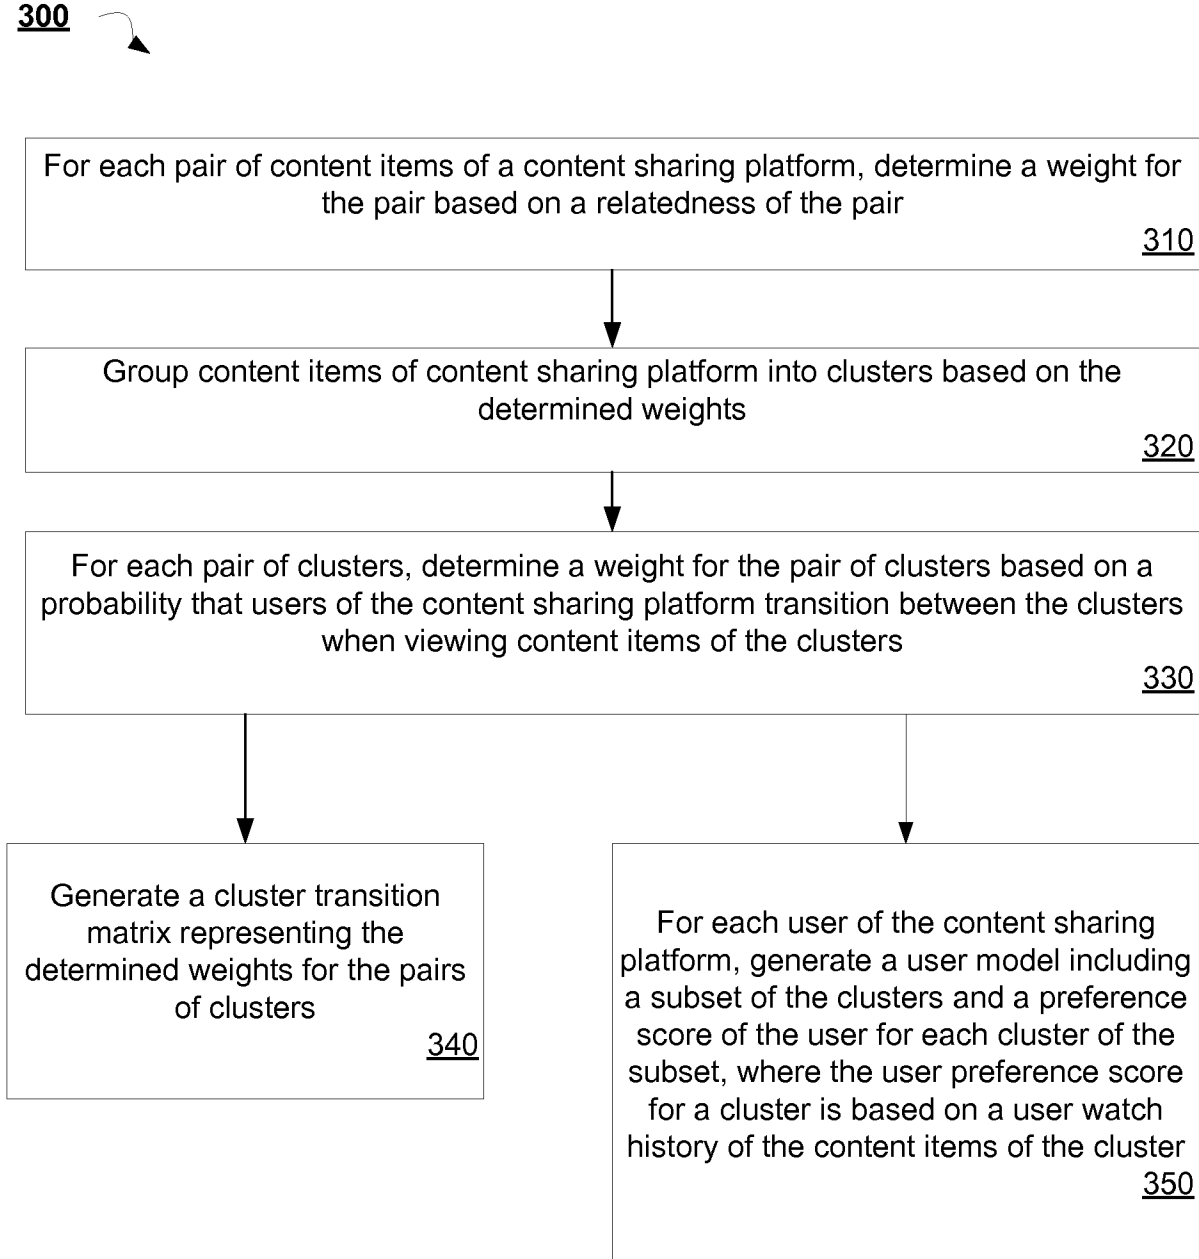 300
For each pair of content items of a content sharing platform, determine a weight for
the pair based on a relatedness of the pair
310
Group content items of content sharing platform into clusters based on the
determined weights
320
For each pair of clusters, determine a weight for the pair of clusters based on a
probability that users of the content sharing platform transition between the clusters
when viewing content items of the clusters
330
Generate a cluster transition
matrix representing the
determined weights for the pairs
of clusters
340
For each user of the content sharing
platform, generate a user model including
a subset of the clusters and a preference
score of the user for each cluster of the
subset, where the user preference score
for a cluster is based on a user watch
history of the content items of the cluster
350